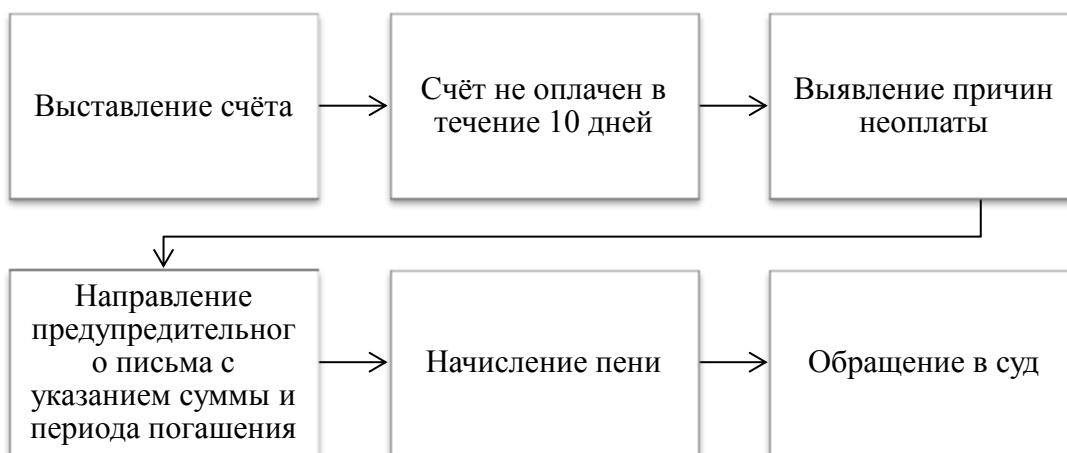 Выставление счёта
Счёт не оплачен в
течение 10 дней
Выявление причин
неоплаты
Направление
предупредительног
о письма с
указанием суммы и
периода погашения
Начисление пени
Обращение в суд